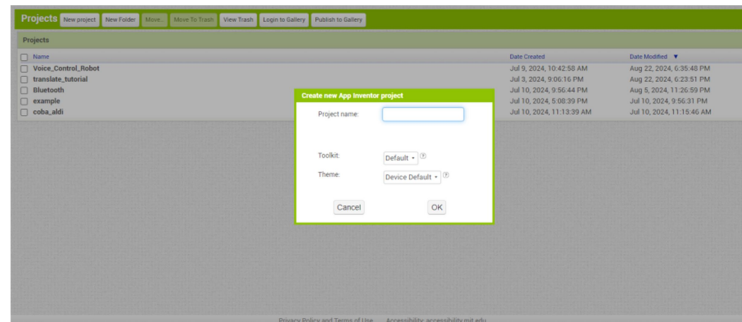 Projects New project New Folder Move.. Move To Trash View Trash Login to Gallery Publish to Gallery
Projects
Name Date Created Date Modified ▼
Voice_Control_Robot Jul 9, 2024, 10:42:58 AM Aug 22, 2024, 6:35:48 PM
translate_tutorial Jul 3, 2024, 9:06:16 PM Aug 22, 2024, 6:23:51 PM
Bluetooth Jul 10, 2024, 9:56:44 PM Aug 5, 2024, 11:26:59 PM
example Jul 10, 2024, 5:08:39 PM Jul 10, 2024, 9:56:31 PM
coba_aldi Jul 10, 2024, 11:13:39 AM Jul 10, 2024, 11:15:46 AM
Create new App Inventor project
Project name:
Toolkit: Default ?
Theme: Device Default ?
Cancel OK
Privacy Policy and Terms of Use Accessibility: accessibility.mit.edu